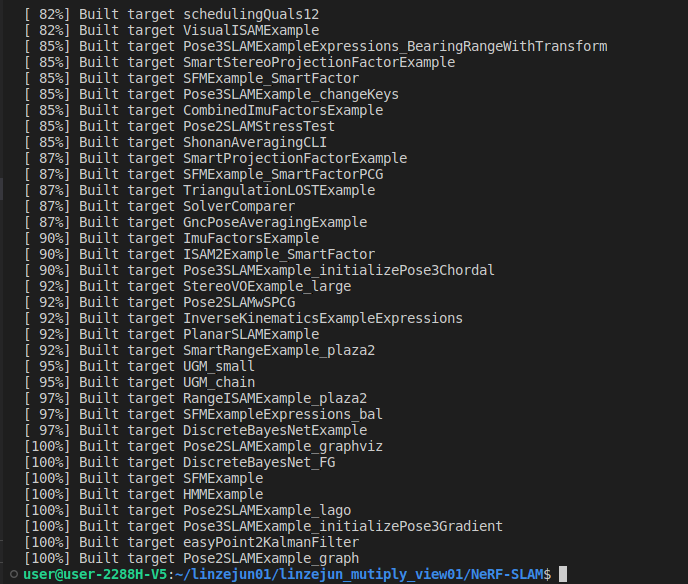 [ 82%] Built target schedulingQuals12
[ 82%] Built target VisualISAMExample
[ 85%] Built target Pose3SLAMExampleExpressions_BearingRangeWithTransform
[ 85%] Built target SmartStereoProjectionFactorExample
[ 85%] Built target SFMExample_SmartFactor
[ 85%] Built target Pose3SLAMExample_changeKeys
[ 85%] Built target CombinedImuFactorsExample
[ 85%] Built target Pose2SLAMStressTest
[ 85%] Built target ShonanAveragingCLI
[ 87%] Built target SmartProjectionFactorExample
[ 87%] Built target SFMExample_SmartFactorPCG
[ 87%] Built target TriangulationLOSTExample
[ 87%] Built target SolverComparer
[ 87%] Built target GncPoseAveragingExample
[ 90%] Built target ImuFactorsExample
[ 90%] Built target ISAM2Example_SmartFactor
[ 90%] Built target Pose3SLAMExample_initializePose3Chordal
[ 92%] Built target StereoVOExample_large
[ 92%] Built target Pose2SLAMwSPCG
[ 92%] Built target InverseKinematicsExampleExpressions
[ 92%] Built target PlanarSLAMExample
[ 92%] Built target SmartRangeExample_plaza2
[ 95%] Built target UGM_small
[ 95%] Built target UGM_chain
[ 97%] Built target RangeISAMExample_plaza2
[ 97%] Built target SFMExampleExpressions_bal
[ 97%] Built target DiscreteBayesNetExample
[100%] Built target Pose2SLAMExample_graphviz
[100%] Built target DiscreteBayesNet_FG
[100%] Built target SFMExample
[100%] Built target HMMExample
[100%] Built target Pose2SLAMExample_lago
[100%] Built target Pose3SLAMExample_initializePose3Gradient
[100%] Built target easyPoint2KalmanFilter
[100%] Built target Pose2SLAMExample_graph
user@user-2288H-V5:~/linzejun01/linzejun_mutiply_view01/NeRF-SLAM$